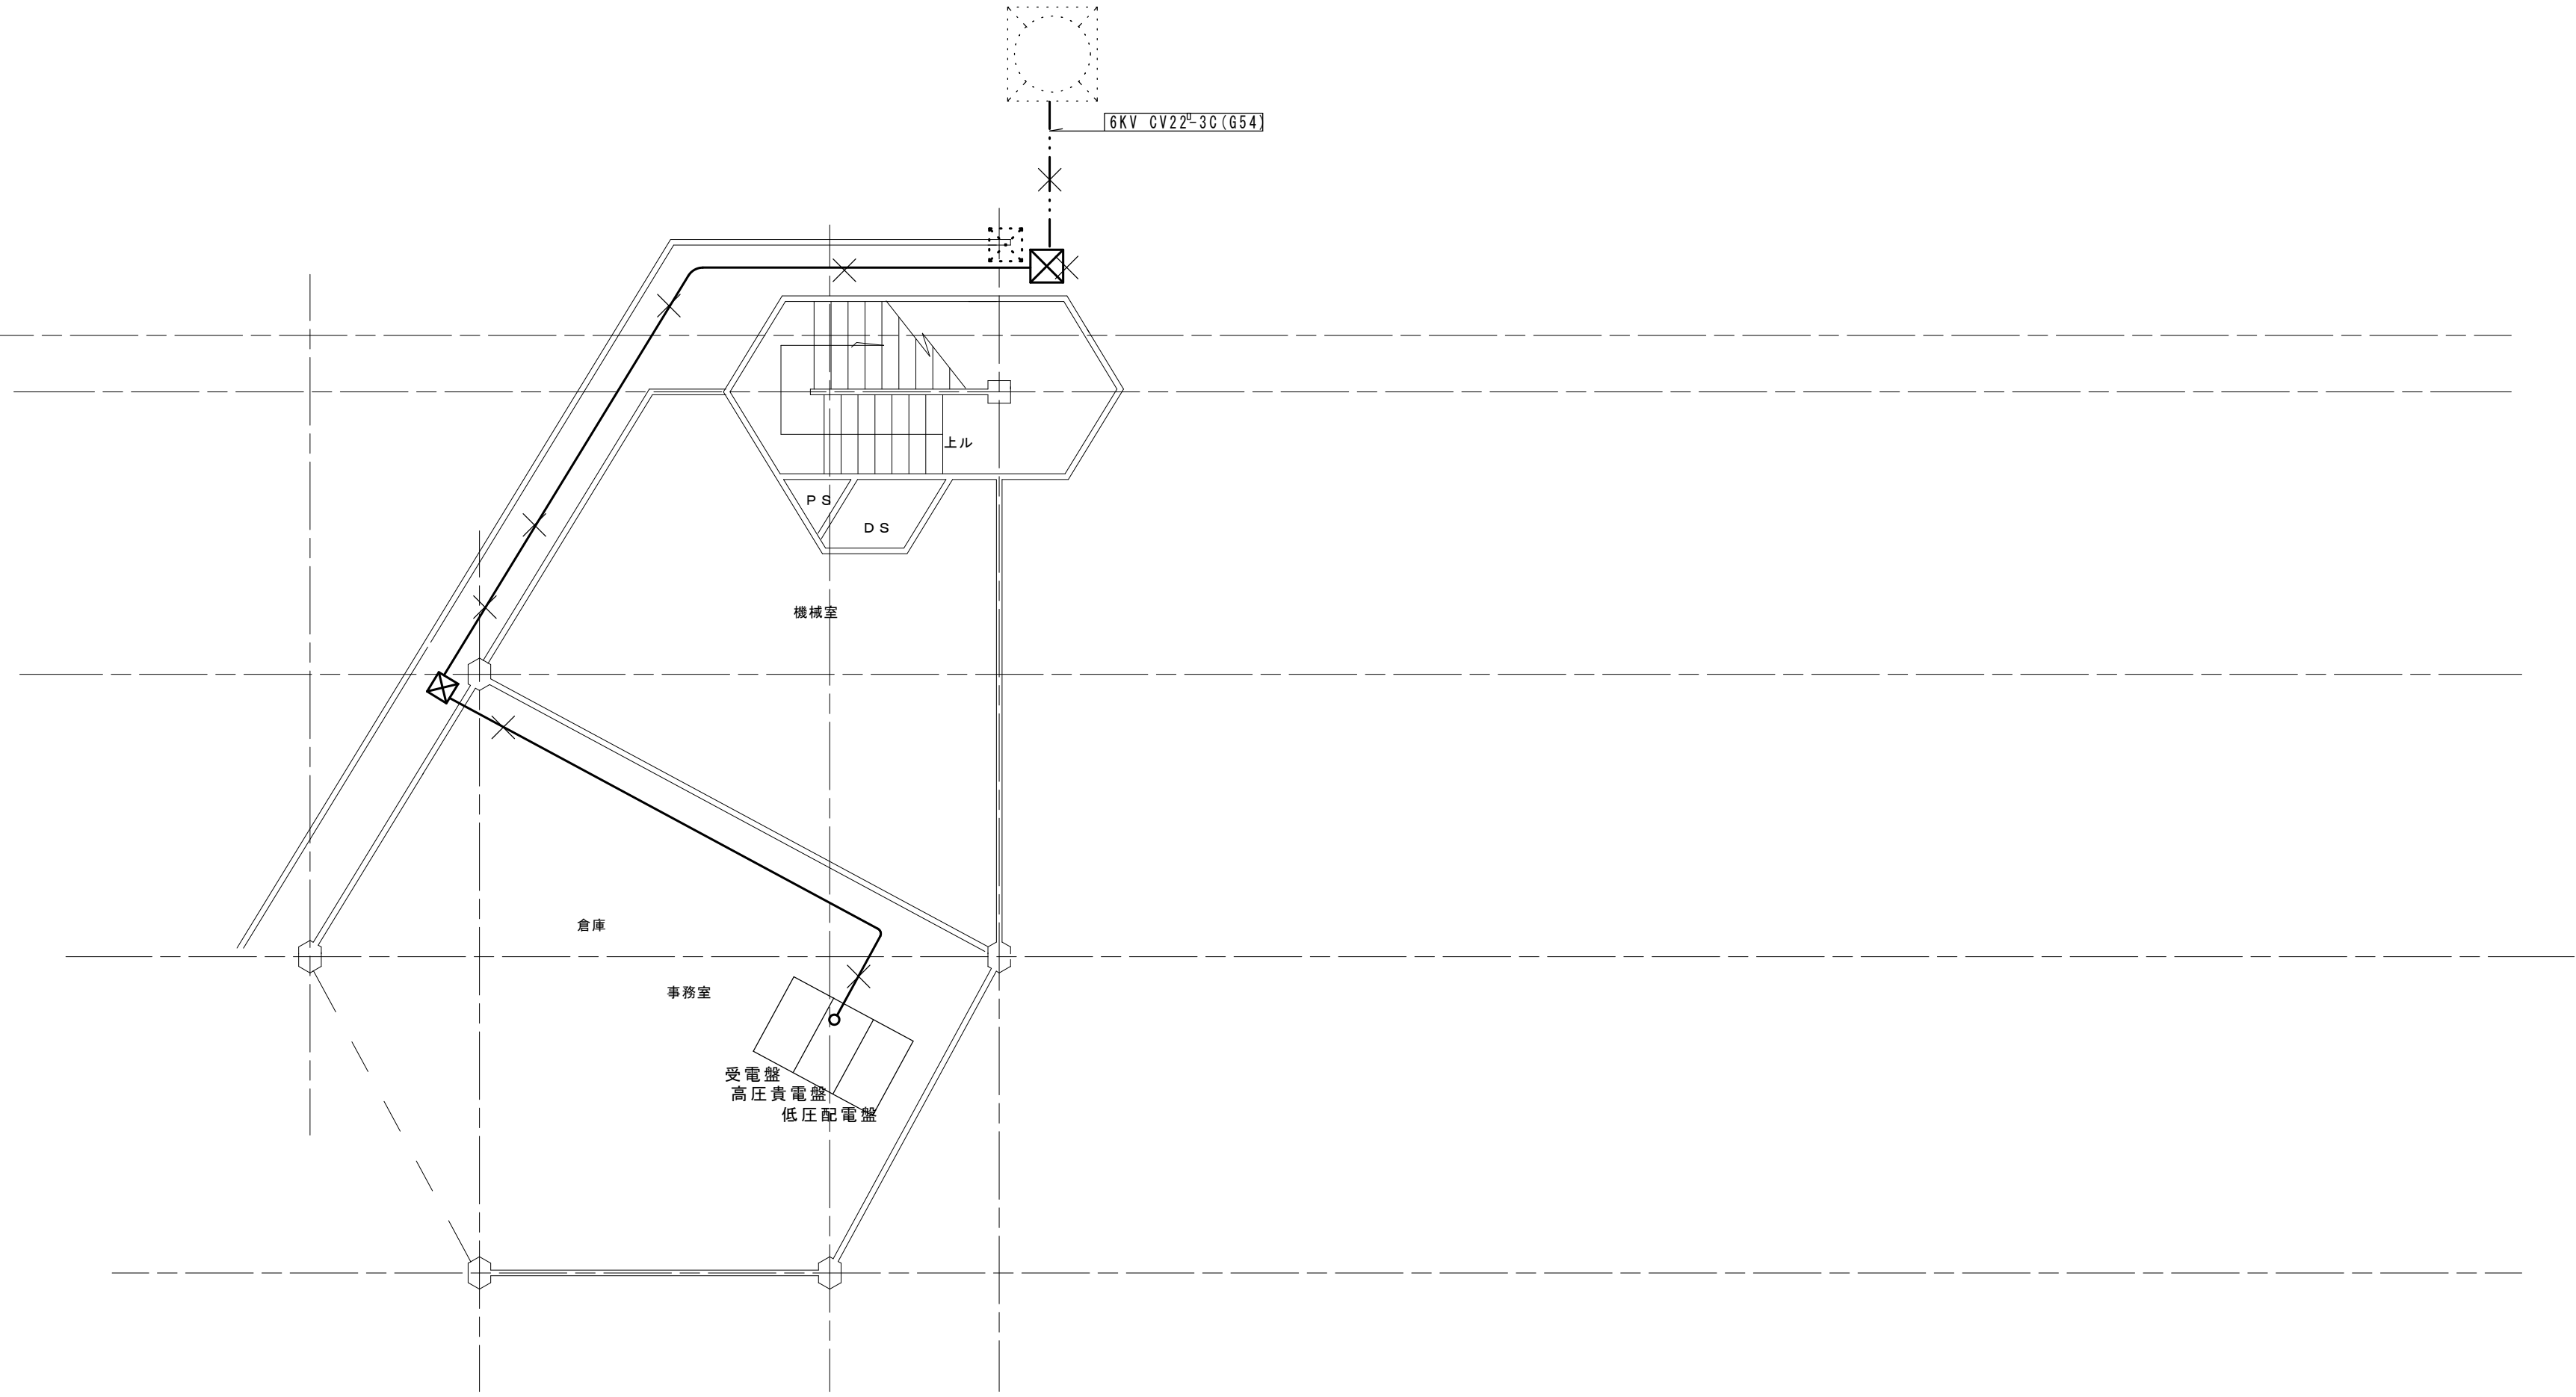 6KV CV22□-3C(G54)
上ル
PS
DS
機械室
倉庫
事務室
受電盤
高圧貴電盤
低圧配電盤